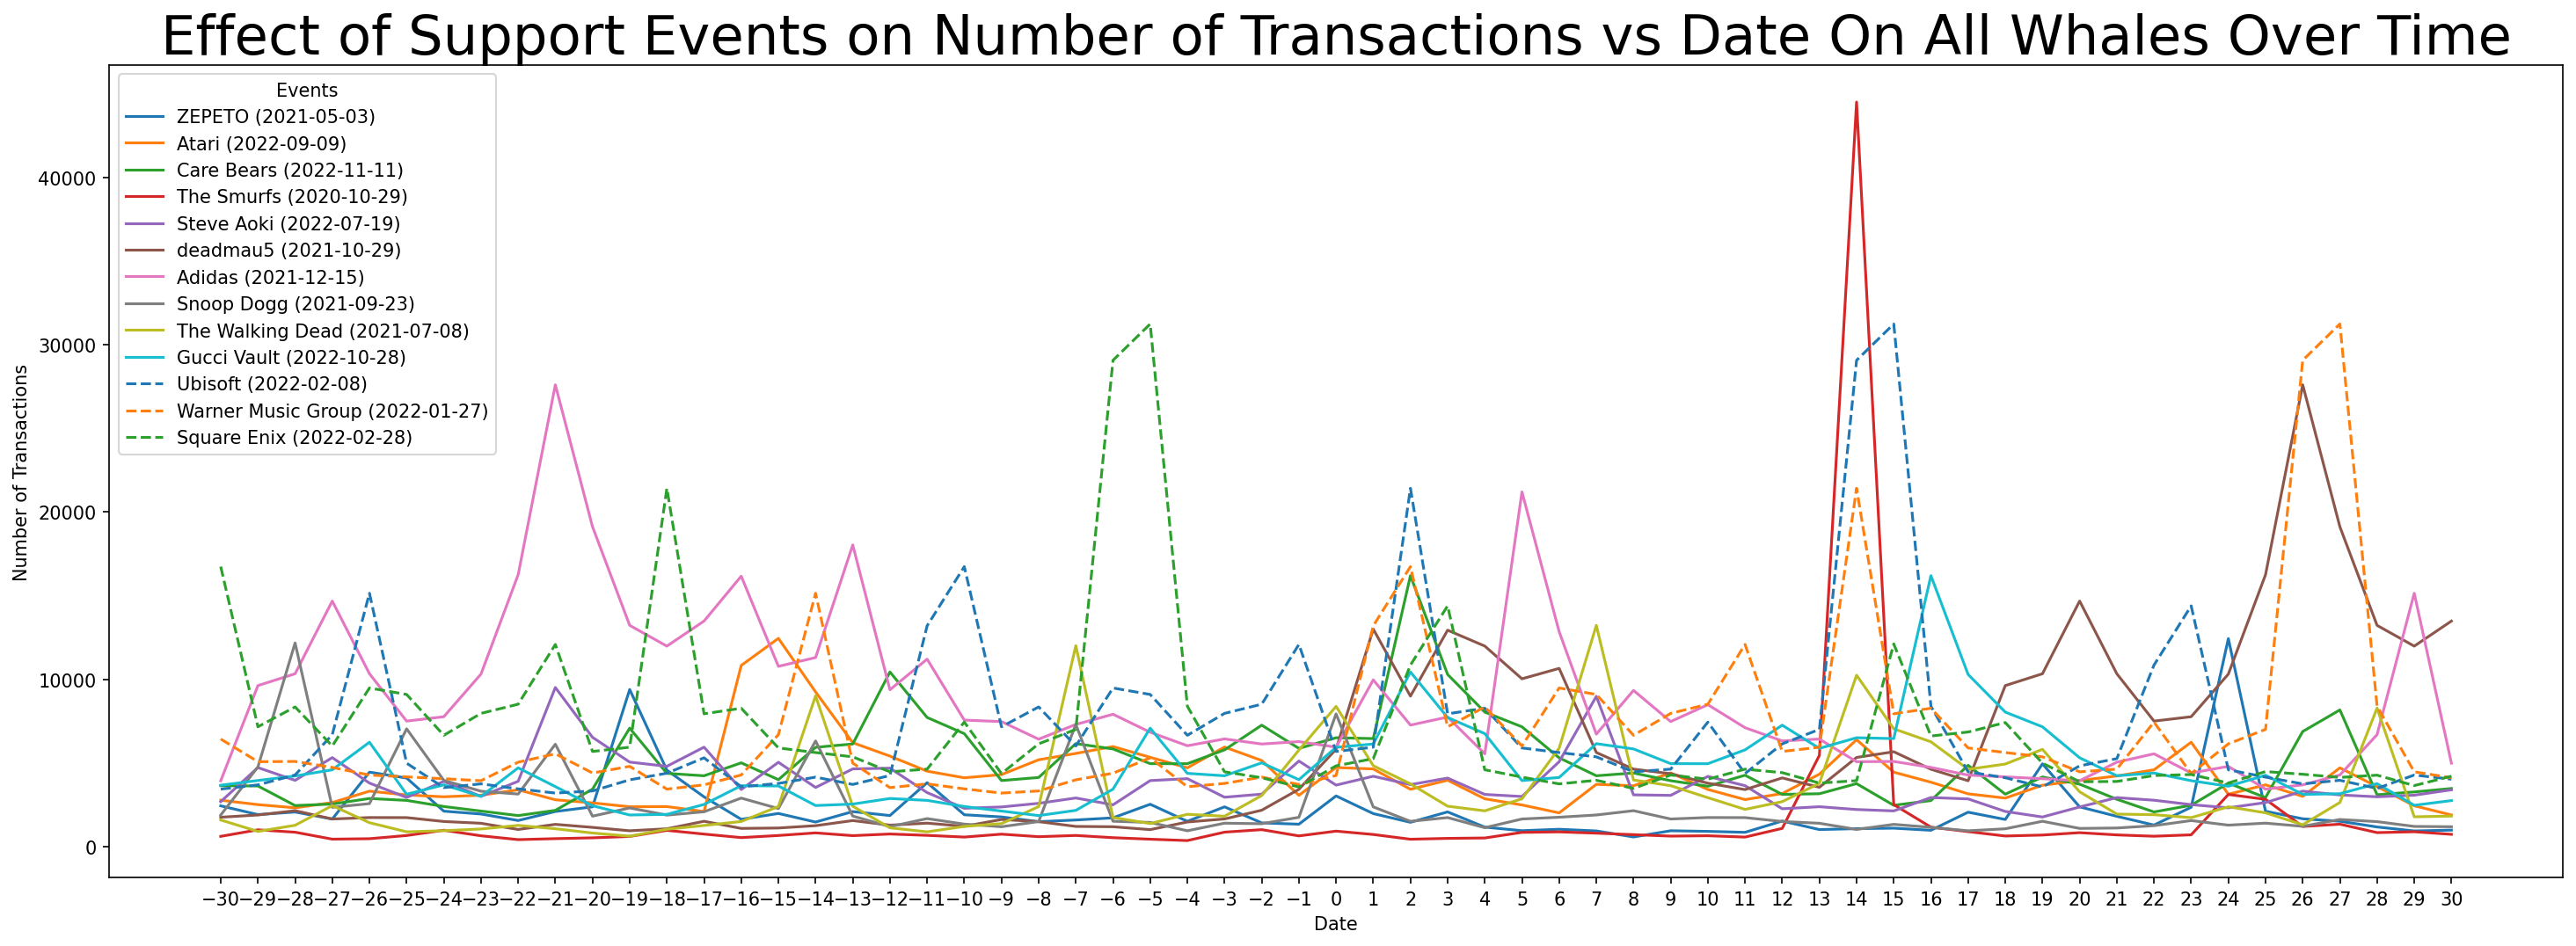 Effect of Support Events on Number of Transactions vs Date On All Whales Over Time
Events
ZEPETO (2021-05-03)
Atari (2022-09-09)
Care Bears (2022-11-11)
The Smurfs (2020-10-29)
Steve Aoki (2022-07-19)
deadmau5 (2021-10-29)
Adidas (2021-12-15)
Snoop Dogg (2021-09-23)
The Walking Dead (2021-07-08)
Gucci Vault (2022-10-28)
Ubisoft (2022-02-08)
Warner Music Group (2022-01-27)
Square Enix (2022-02-28)
Number of Transactions
40000
30000
20000
10000
0
−30 −29 −28 −27 −26 −25 −24 −23 −22 −21 −20 −19 −18 −17 −16 −15 −14 −13 −12 −11 −10 −9 −8 −7 −6 −5 −4 −3 −2 −1 0 1 2 3 4 5 6 7 8 9 10 11 12 13 14 15 16 17 18 19 20 21 22 23 24 25 26 27 28 29 30
Date